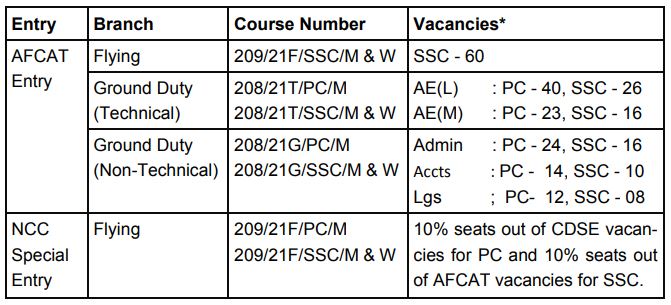 Entry Branch Course Number Vacancies*
AFCAT Entry Flying 209/21F/SSC/M & W SSC - 60
Ground Duty (Technical) 208/21T/PC/M
208/21T/SSC/M & W
AE(L) : PC - 40, SSC - 26
AE(M) : PC - 23, SSC - 16
Ground Duty (Non-Technical) 208/21G/PC/M
208/21G/SSC/M & W
Admin : PC - 24, SSC - 16
Accts : PC - 14, SSC - 10
Lgs ; PC- 12, SSC - 08
NCC Special Entry Flying 209/21F/PC/M
209/21F/SSC/M & W
10% seats out of CDSE vacan-
cies for PC and 10% seats out
of AFCAT vacancies for SSC.